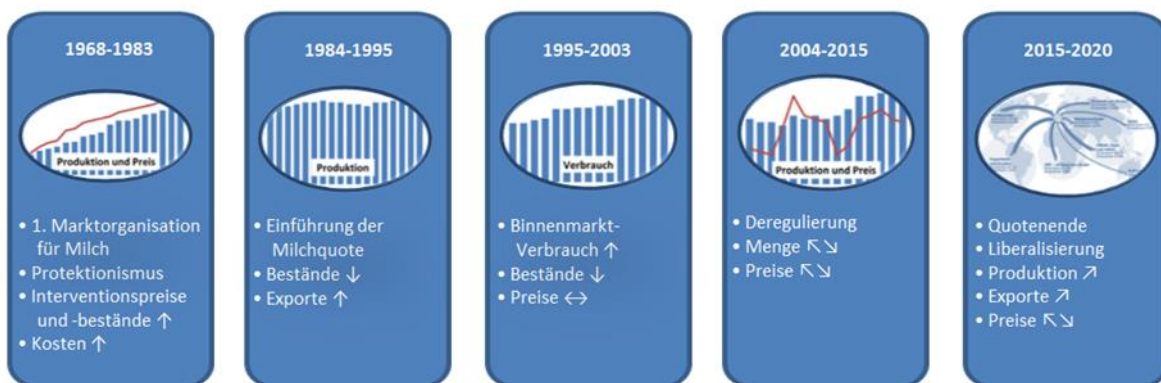 1968-1983
Produktion und Preis
• 1. Marktorganisation
für Milch
• Protektionismus
• Interventionspreise
und -bestände ↑
• Kosten ↑
1984-1995
Produktion
• Einführung der
Milchquote
• Bestände ↓
• Exporte ↑
1995-2003
Verbrauch
• Binnenmarkt-
Verbrauch ↑
• Bestände ↓
• Preise ↔
2004-2015
Produktion und Preis
• Deregulierung
• Menge ↖↘
• Preise ↖↘
2015-2020
• Quotenende
• Liberalisierung
• Produktion ↗
• Exporte ↗
• Preise ↖↘